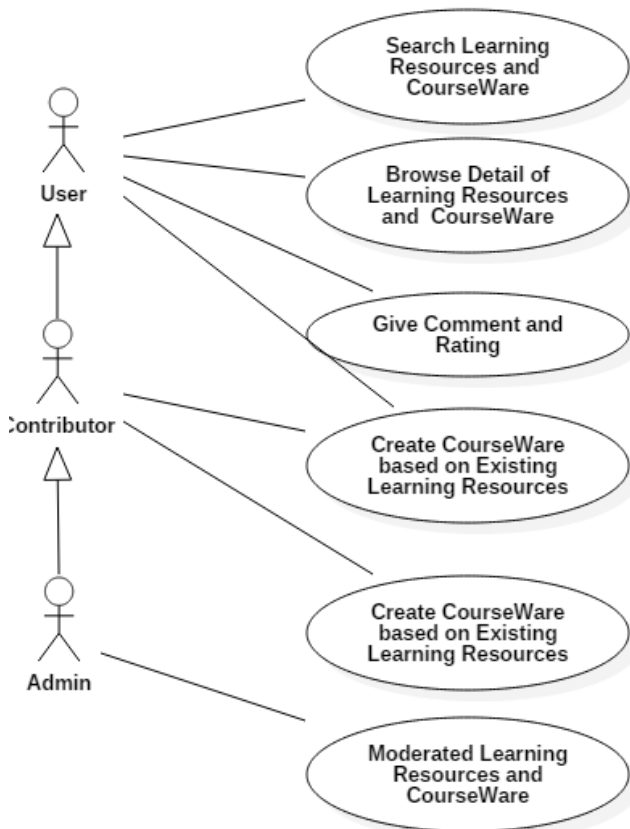 Search Learning
Resources and
CourseWare
User
Browse Detail of
Learning Resources
and CourseWare
Give Comment and
Rating
Contributor
Create CourseWare
based on Existing
Learning Resources
Create CourseWare
based on Existing
Learning Resources
Admin
Moderated Learning
Resources and
CourseWare